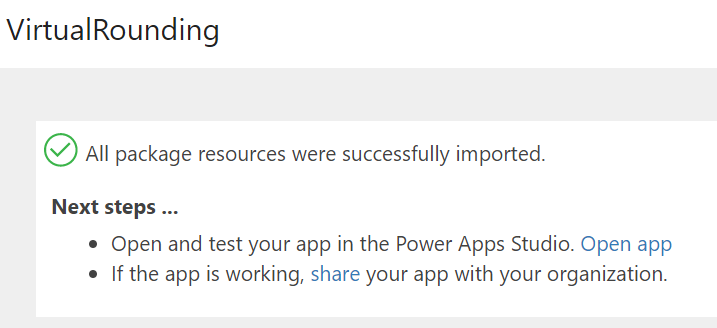 VirtualRounding
All package resources were successfully imported.
Next steps ...
Open and test your app in the Power Apps Studio. Open app
If the app is working, share your app with your organization.